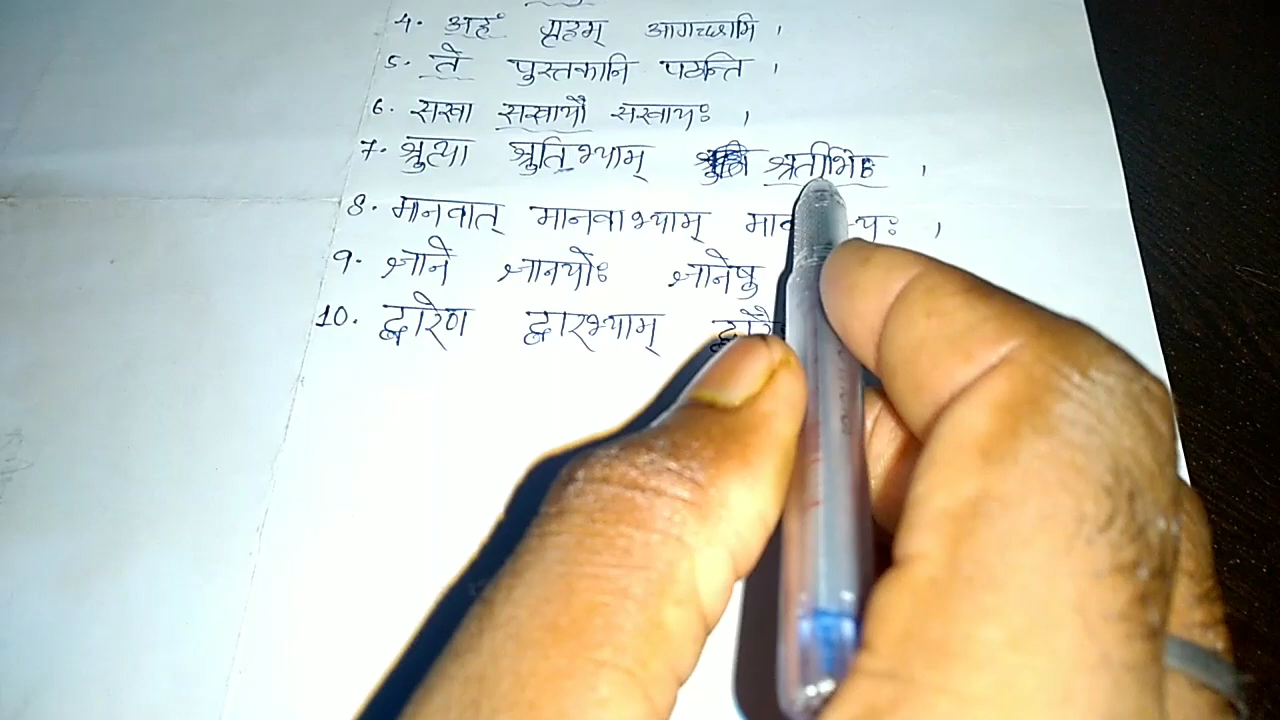 4. अहं गृहम् आगच्छामि ।
5. ते पुस्तकानि पठन्ति ।
6. सखा सखायौ सखायः ।
7. श्रुत्या श्रुतिभ्याम् श्रतीभिः ।
8. मानवात् मानवाभ्याम् ।
9. ज्ञाने ज्ञानयोः ज्ञानेषु
10. द्वारेण द्वारभ्याम्